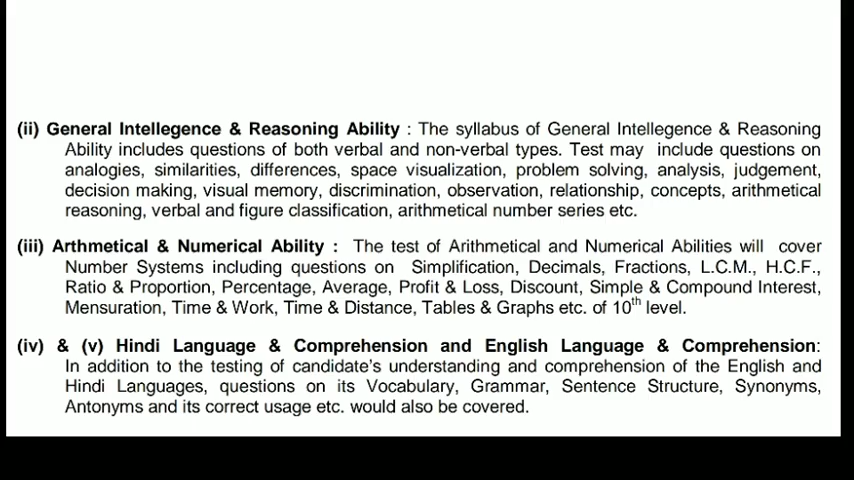 (ii) General Intellegence & Reasoning Ability : The syllabus of General Intellegence & Reasoning
Ability includes questions of both verbal and non-verbal types. Test may include questions on
analogies, similarities, differences, space visualization, problem solving, analysis, judgement,
decision making, visual memory, discrimination, observation, relationship, concepts, arithmetical
reasoning, verbal and figure classification, arithmetical number series etc.
(iii) Arthmetical & Numerical Ability : The test of Arithmetical and Numerical Abilities will cover
Number Systems including questions on Simplification, Decimals, Fractions, L.C.M., H.C.F.,
Ratio & Proportion, Percentage, Average, Profit & Loss, Discount, Simple & Compound Interest,
Mensuration, Time & Work, Time & Distance, Tables & Graphs etc. of 10th level.
(iv) & (v) Hindi Language & Comprehension and English Language & Comprehension:
In addition to the testing of candidate's understanding and comprehension of the English and
Hindi Languages, questions on its Vocabulary, Grammar, Sentence Structure, Synonyms,
Antonyms and its correct usage etc. would also be covered.